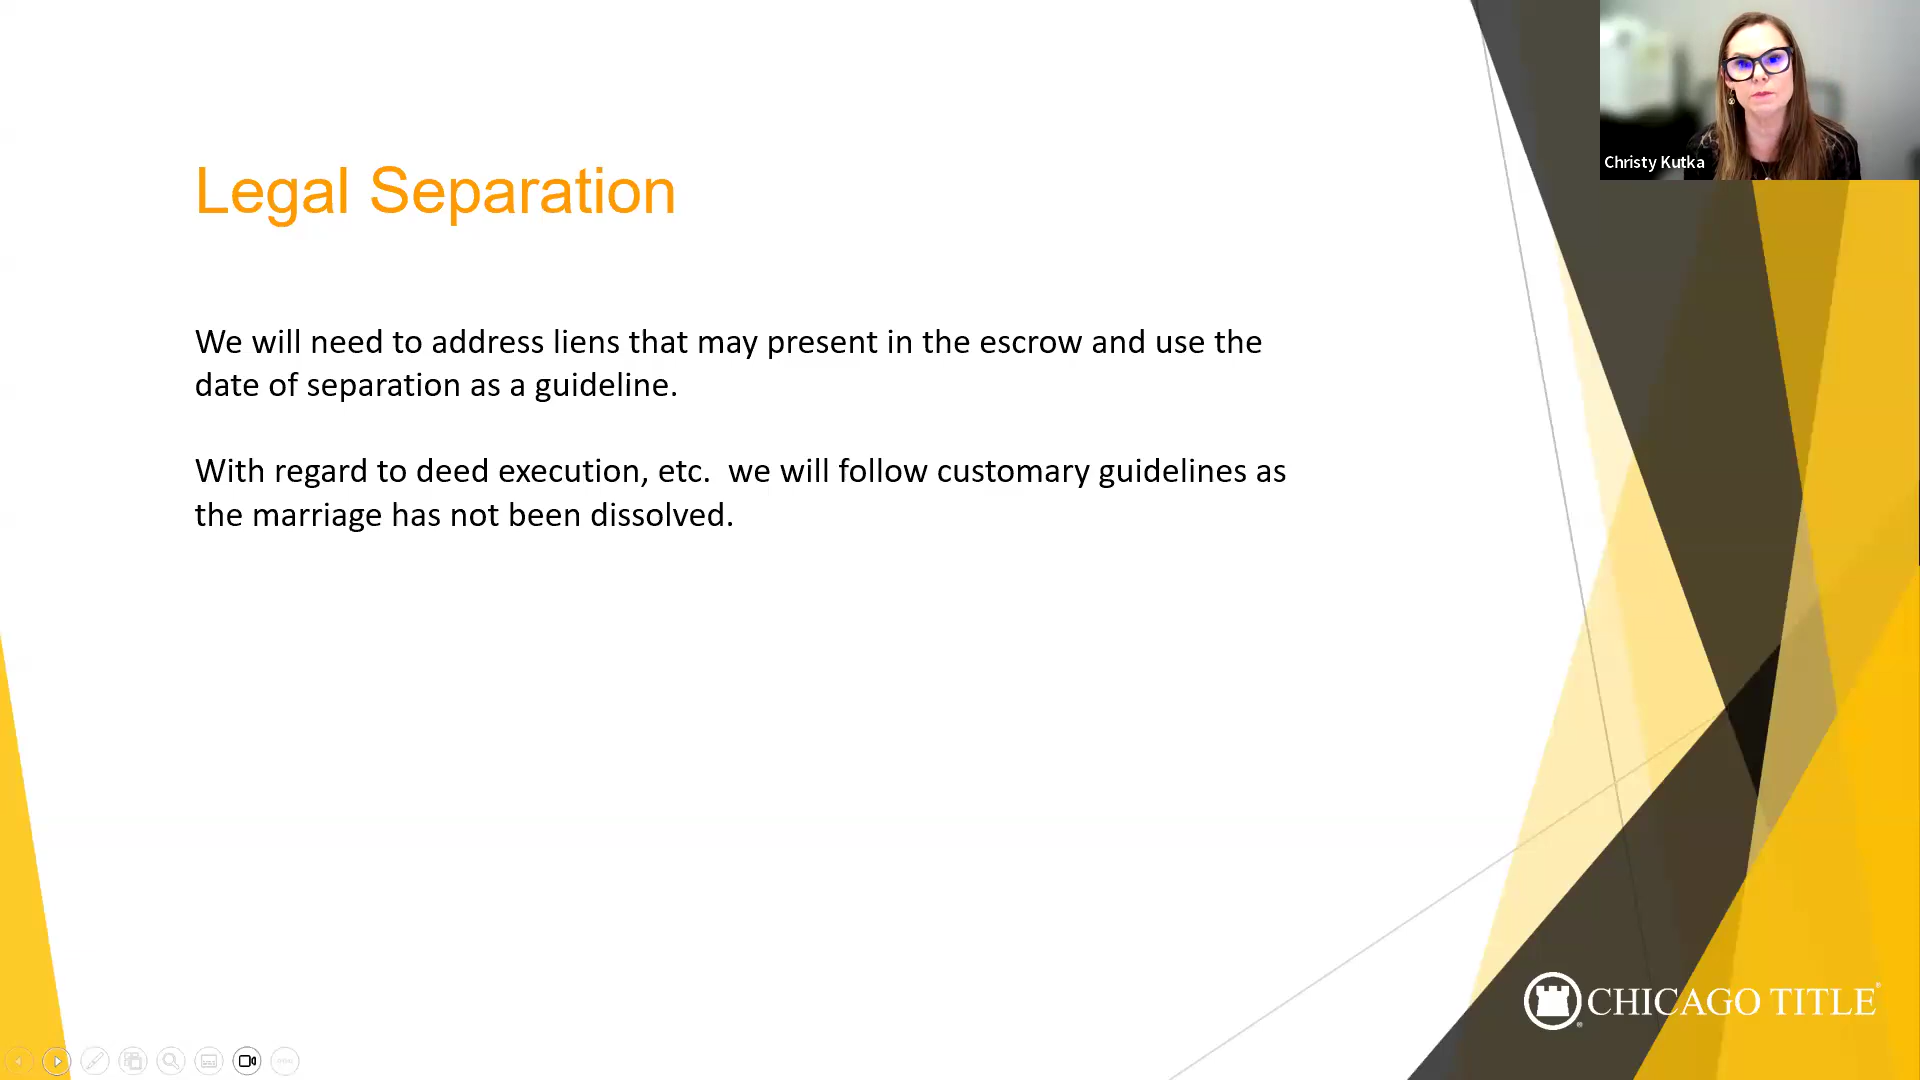 Christy Kutka
Legal Separation
We will need to address liens that may present in the escrow and use the
date of separation as a guideline.
With regard to deed execution, etc.  we will follow customary guidelines as
the marriage has not been dissolved.
CHICAGO TITLE®